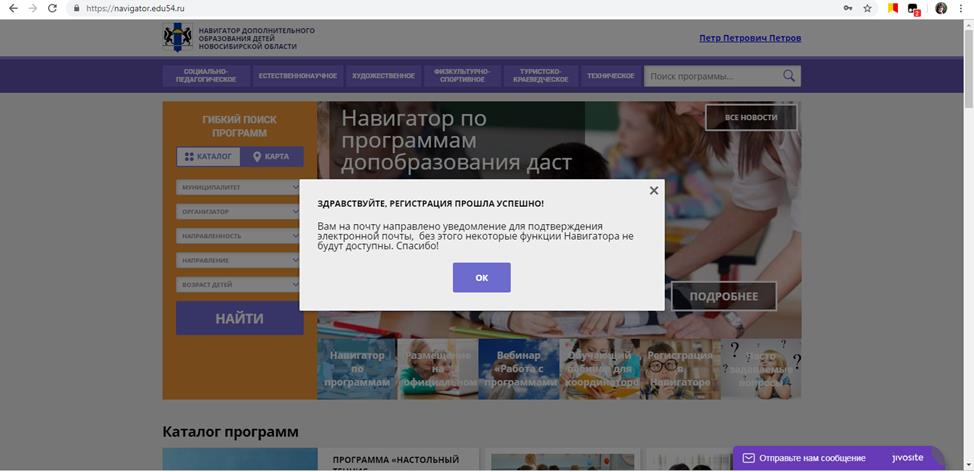 https://navigator.edu54.ru
2
НАВИГАТОР ДОПОЛНИТЕЛЬНОГО
ОБРАЗОВАНИЯ ДЕТЕЙ
НОВОСИБИРСКОЙ ОБЛАСТИ
Петр Петрович Петров
СОЦИАЛЬНО-
ПЕДАГОГИЧЕСКОЕ
ЕСТЕСТВЕННОНАУЧНОЕ
ХУДОЖЕСТВЕННОЕ
ФИЗКУЛЬТУРНО-
СПОРТИВНОЕ
ТУРИСТСКО-
КРАЕВЕДЧЕСКОЕ
ТЕХНИЧЕСКОЕ
Поиск программы...
ГИБКИЙ ПОИСК
ПРОГРАММ
КАТАЛОГ
КАРТА
МУНИЦИПАЛИТЕТ
ОРГАНИЗАТОР
НАПРАВЛЕННОСТЬ
НАПРАВЛЕНИЕ
ВОЗРАСТ ДЕТЕЙ
НАЙТИ
Навигатор по
программам
допобразования даст
ВСЕ НОВОСТИ
ЗДРАВСТВУЙТЕ, РЕГИСТРАЦИЯ ПРОШЛА УСПЕШНО!
Вам на почту направлено уведомление для подтверждения
электронной почты, без этого некоторые функции Навигатора не
будут доступны. Спасибо!
ОК
ПОДРОБНЕЕ
Навигатор
по
программам
Размещение
на
официальном
Вебинар
«Работа с
программами
Обучающий
вебинар для
координаторо
Регистрация
в
Навигаторе
Часто
задаваемые
вопросы
Каталог программ
ПРОГРАММА «НАСТОЛЬНЫЙ
ТЕННИС
Отправьте нам сообщение
jivosite